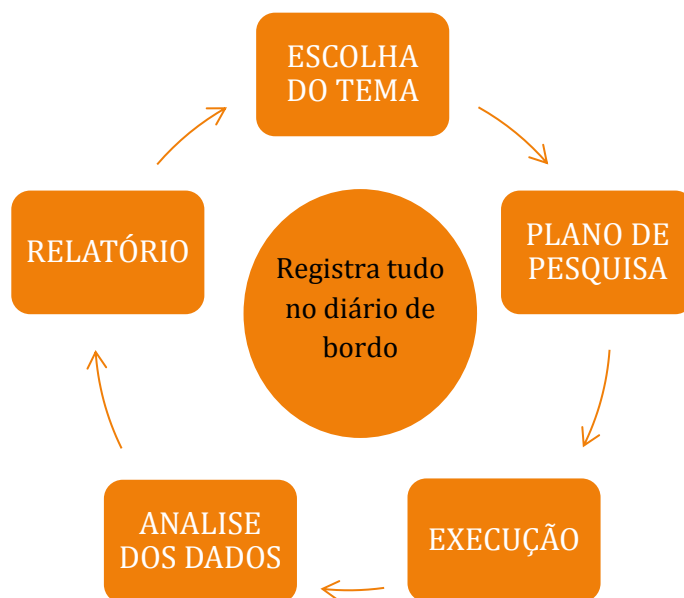 ESCOLHA
DO TEMA
PLANO DE
PESQUISA
EXECUÇÃO
ANALISE
DOS DADOS
RELATÓRIO
Registra tudo
no diário de
bordo